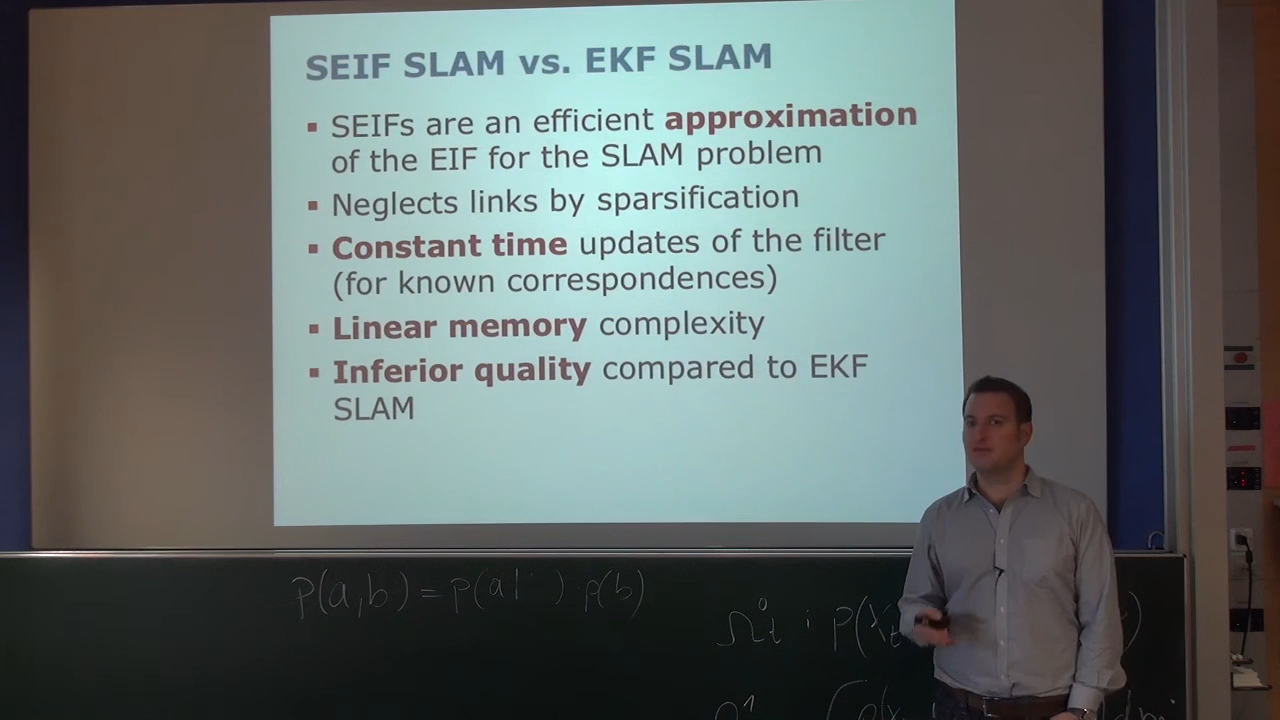 SEIF SLAM vs. EKF SLAM
▪ SEIFs are an efficient approximation
of the EIF for the SLAM problem
▪ Neglects links by sparsification
▪ Constant time updates of the filter
(for known correspondences)
▪ Linear memory complexity
▪ Inferior quality compared to EKF
SLAM
p(a,b) = p(a| ) · p(b)
Ω⁰ₜ : p(xₜ